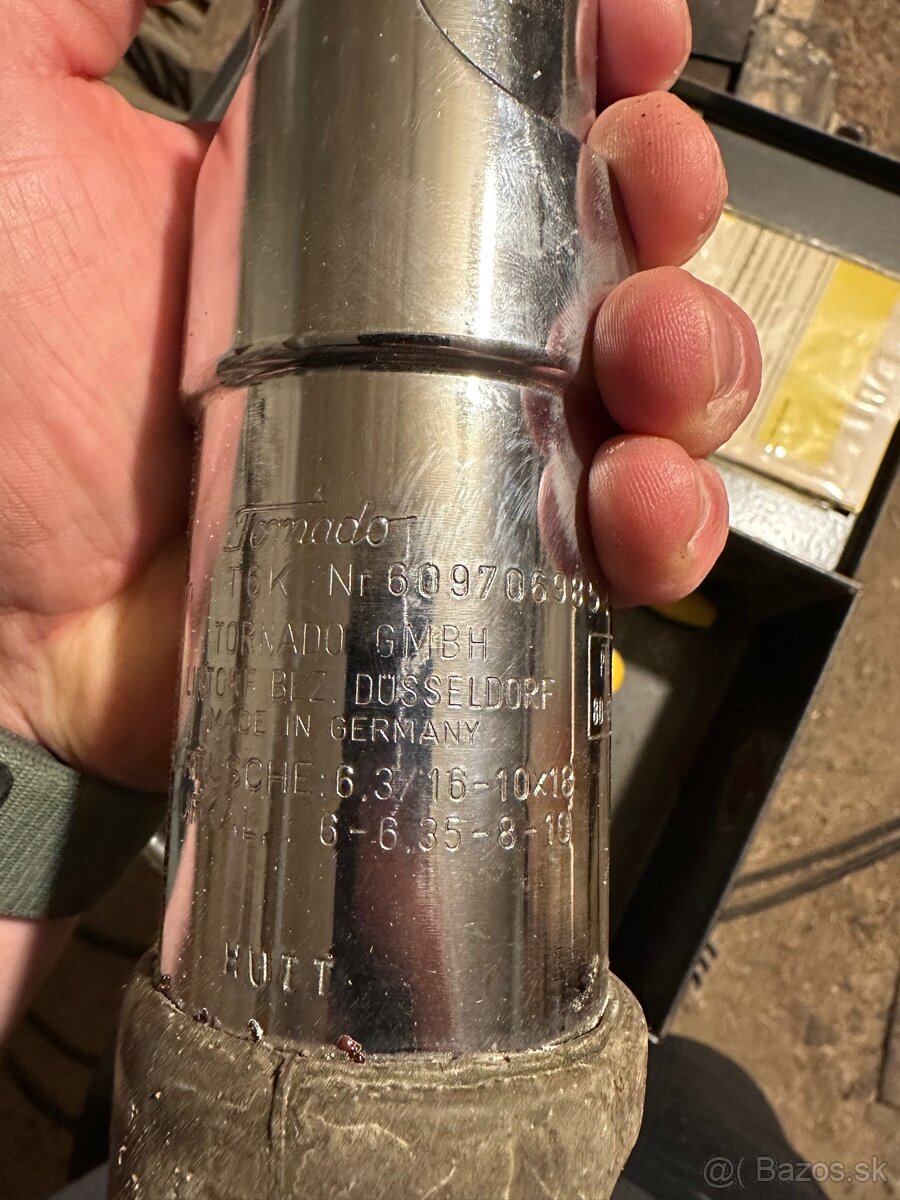 Tornado
T6K Nr 609706985
TORNADO GMBH
BEZ. DÜSSELDORF
MADE IN GERMANY
6,3/16-10x18
6-6,35-8-10
@( Bazos.sk